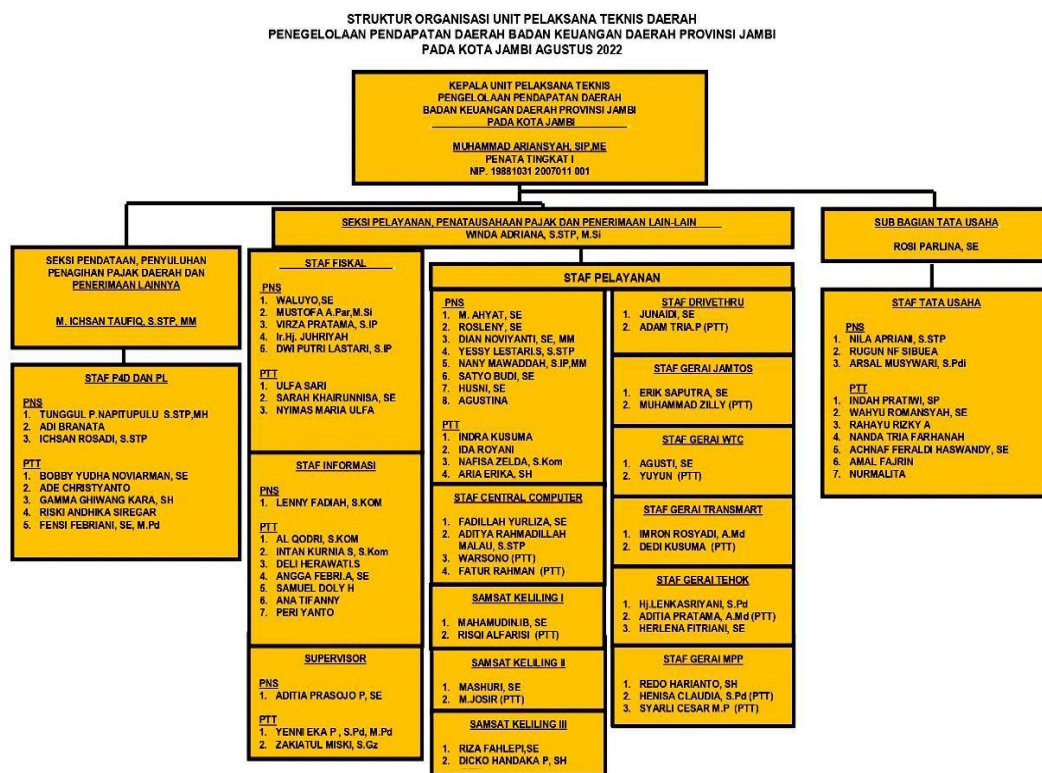 STRUKTUR ORGANISASI UNIT PELAKSANA TEKNIS DAERAH
PENEGELOLAAN PENDAPATAN DAERAH BADAN KEUANGAN DAERAH PROVINSI JAMBI
PADA KOTA JAMBI AGUSTUS 2022
KEPALA UNIT PELAKSANA TEKNIS
PENGELOLAAN PENDAPATAN DAERAH
BADAN KEUANGAN DAERAH PROVINSI JAMBI
PADA KOTA JAMBI
MUHAMMAD ARIANSYAH, SIP,ME
PENATA TINGKAT I
NIP. 19881031 2007011 001
SEKSI PENDATAAN, PENYULUHAN
PENAGIHAN PAJAK DAERAH DAN
PENERIMAAN LAINNYA
M. ICHSAN TAUFIQ, S.STP, MM
STAF P4D DAN PL
PNS
1. TUNGGUL P.NAPITUPULU S.STP,MH
2. ADI BRANATA
3. ICHSAN ROSADI, S.STP
PTT
1. BOBBY YUDHA NOVIARMAN, SE
2. ADE CHRISTYANTO
3. GAMMA GHIWANG KARA, SH
4. RISKI ANDHIKA SIREGAR
5. FENSI FEBRIANI, SE, M.Pd
SEKSI PELAYANAN, PENATAUSAHAAN PAJAK DAN PENERIMAAN LAIN-LAIN
WINDA ADRIANA, S.STP, M.Si
STAF FISKAL
PNS
1. WALUYO,SE
2. MUSTOFA A.Par,M.Si
3. VIRZA PRATAMA, S.IP
4. Ir.Hj. JUHRIYAH
5. DWI PUTRI LASTARI, S.IP
PTT
1. ULFA SARI
2. SARAH KHAIRUNNISA, SE
3. NYIMAS MARIA ULFA
STAF INFORMASI
PNS
1. LENNY FADIAH, S.KOM
PTT
1. AL QODRI, S.KOM
2. INTAN KURNIA S, S.Kom
3. DELI HERAWATI.S
4. ANGGA FEBRI.A, SE
5. SAMUEL DOLY H
6. ANA TIFANNY
7. PERI YANTO
SUPERVISOR
PNS
1. ADITIA PRASOJO P, SE
PTT
1. YENNI EKA P , S.Pd, M.Pd
2. ZAKIATUL MISKI, S.Gz
STAF PELAYANAN
PNS
1. M. AHYAT, SE
2. ROSLENY, SE
3. DIAN NOVIYANTI, SE, MM
4. YESSY LESTARI.S, S.STP
5. NANY MAWADDAH, S.IP,MM
6. SATYO BUDI, SE
7. HUSNI, SE
8. AGUSTINA
PTT
1. INDRA KUSUMA
2. IDA ROYANI
3. NAFISA ZELDA, S.Kom
4. ARIA ERIKA, SH
STAF CENTRAL COMPUTER
1. FADILLAH YURLIZA, SE
2. ADITYA RAHMADILLAH
MALAU, S.STP
3. WARSONO (PTT)
4. FATUR RAHMAN (PTT)
SAMSAT KELILING I
1. MAHAMUDIN.IB, SE
2. RISQI ALFARISI (PTT)
SAMSAT KELILING II
1. MASHURI, SE
2. M.JOSIR (PTT)
SAMSAT KELILING III
1. RIZA FAHLEPI,SE
2. DICKO HANDAKA P, SH
STAF DRIVETHRU
1. JUNAIDI, SE
2. ADAM TRIA.P (PTT)
STAF GERAI JAMTOS
1. ERIK SAPUTRA, SE
2. MUHAMMAD ZILLY (PTT)
STAF GERAI WTC
1. AGUSTI, SE
2. YUYUN (PTT)
STAF GERAI TRANSMART
1. IMRON ROSYADI, A.Md
2. DEDI KUSUMA (PTT)
STAF GERAI TEHOK
1. Hj.LENKASRIYANI, S.Pd
2. ADITIA PRATAMA, A.Md (PTT)
3. HERLENA FITRIANI, SE
STAF GERAI MPP
1. REDO HARIANTO, SH
2. HENISA CLAUDIA, S.Pd (PTT)
3. SYARLI CESAR M.P (PTT)
SUB BAGIAN TATA USAHA
ROSI PARLINA, SE
STAF TATA USAHA
PNS
1. NILA APRIANI, S.STP
2. RUGUN NF SIBUEA
3. ARSAL MUSYWARI, S.Pdi
PTT
1. INDAH PRATIWI, SP
2. WAHYU ROMANSYAH, SE
3. RAHAYU RIZKY A
4. NANDA TRIA FARHANAH
5. ACHNAF FERALDI HASWANDY, SE
6. AMAL FAJRIN
7. NURMALITA